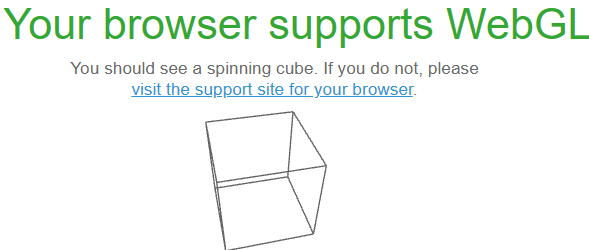 Your browser supports WebGL
You should see a spinning cube. If you do not, please
visit the support site for your browser.